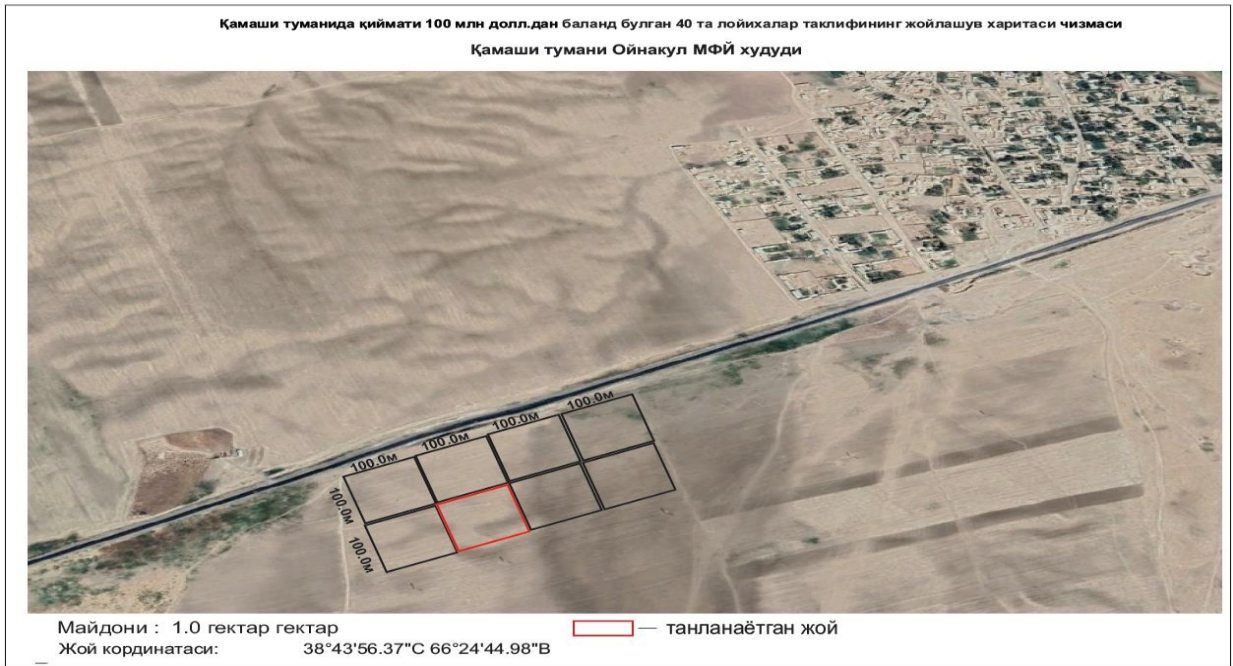 Қамаши туманида қиймати 100 млн долл.дан баланд булган 40 та лойихалар таклифининг жойлашув харитаси чизмаси
Қамаши тумани Ойнакул МФЙ худуди
100.0м
100.0м
100.0м
100.0м
100.0м
100.0м
Майдони : 1.0 гектар гектар
— танланаётган жой
Жой кординатаси: 38°43'56.37"С 66°24'44.98"В